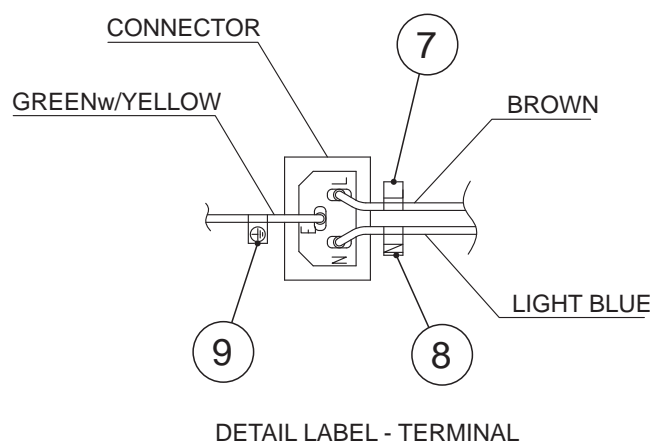 CONNECTOR
7
GREENw/YELLOW
BROWN
L
E
N
N
LIGHT BLUE
9
8
DETAIL LABEL - TERMINAL